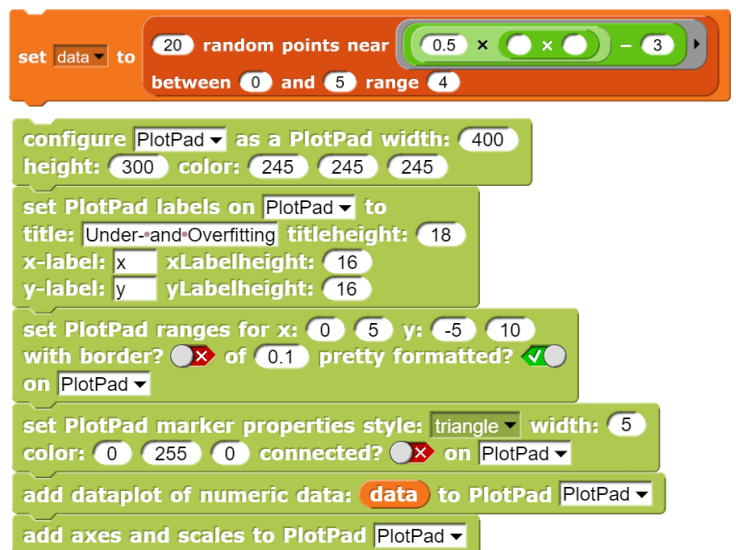 set data to 20 random points near 0.5 × × − 3
between 0 and 5 range 4
configure PlotPad as a PlotPad width: 400
height: 300 color: 245 245 245
set PlotPad labels on PlotPad to
title: Under-•and•Overfitting titleheight: 18
x-label: x xLabelheight: 16
y-label: y yLabelheight: 16
set PlotPad ranges for x: 0 5 y: -5 10
with border? of 0.1 pretty formatted?
on PlotPad
set PlotPad marker properties style: triangle width: 5
color: 0 255 0 connected? on PlotPad
add dataplot of numeric data: data to PlotPad PlotPad
add axes and scales to PlotPad PlotPad